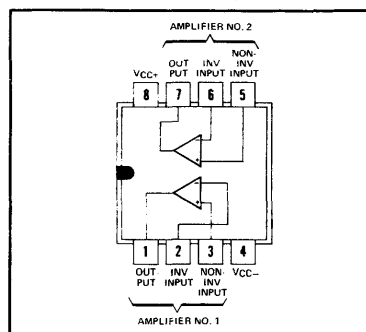 AMPLIFIER NO. 2
NON-
OUT INV INV
PUT INPUT INPUT
VCC+
8 7 6 5
− +
− +
1 2 3 4
OUT INV NON- VCC−
PUT INPUT INV
INPUT
AMPLIFIER NO. 1